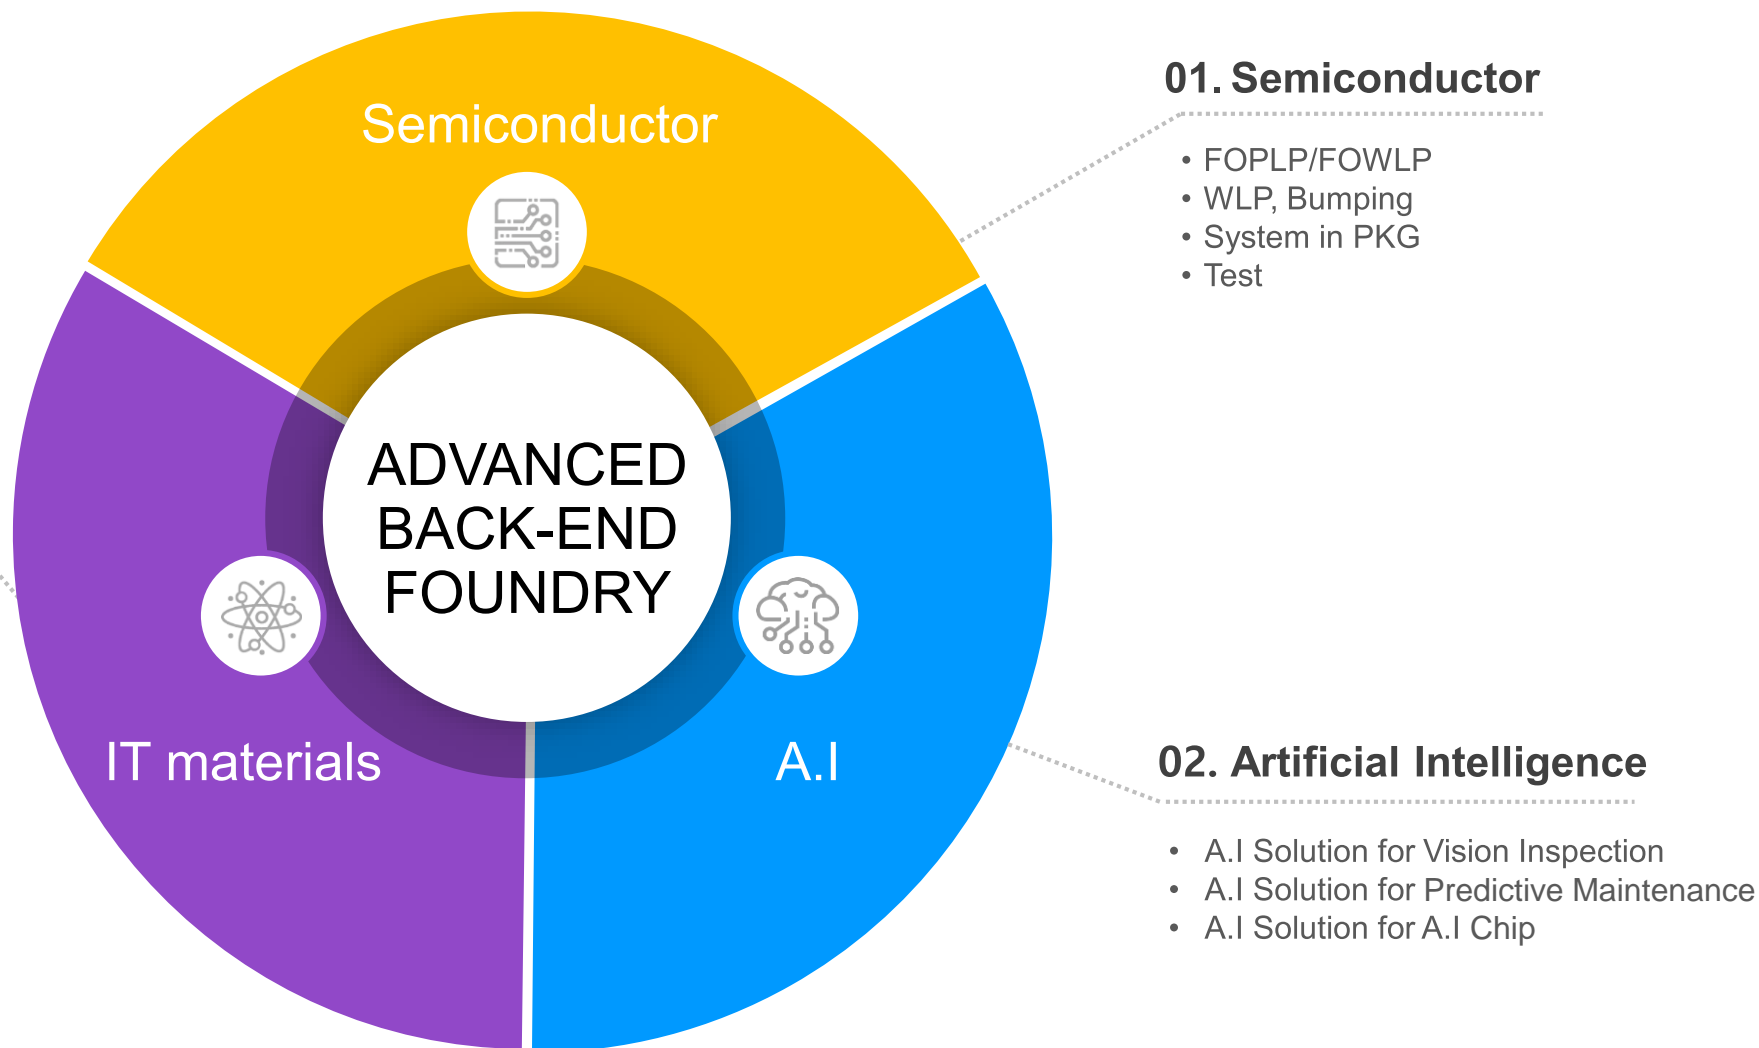 Semiconductor
ADVANCED
BACK-END
FOUNDRY
IT materials
A.I
01. Semiconductor
• FOPLP/FOWLP
• WLP, Bumping
• System in PKG
• Test
02. Artificial Intelligence
• A.I Solution for Vision Inspection
• A.I Solution for Predictive Maintenance
• A.I Solution for A.I Chip